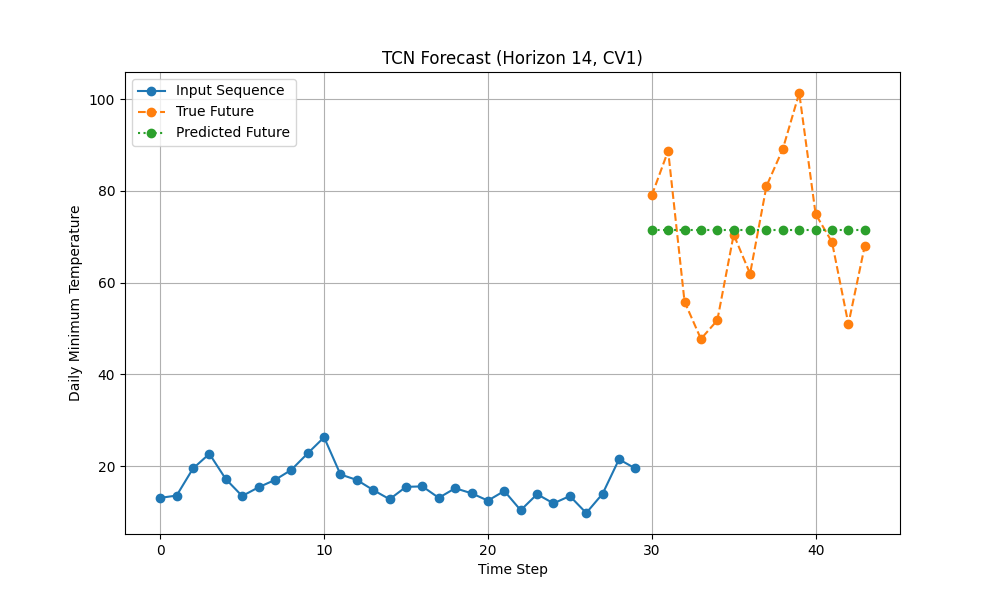 TCN Forecast (Horizon 14, CV1)
Input Sequence
True Future
Predicted Future
Daily Minimum Temperature
100
80
60
40
20
0 10 20 30 40
Time Step